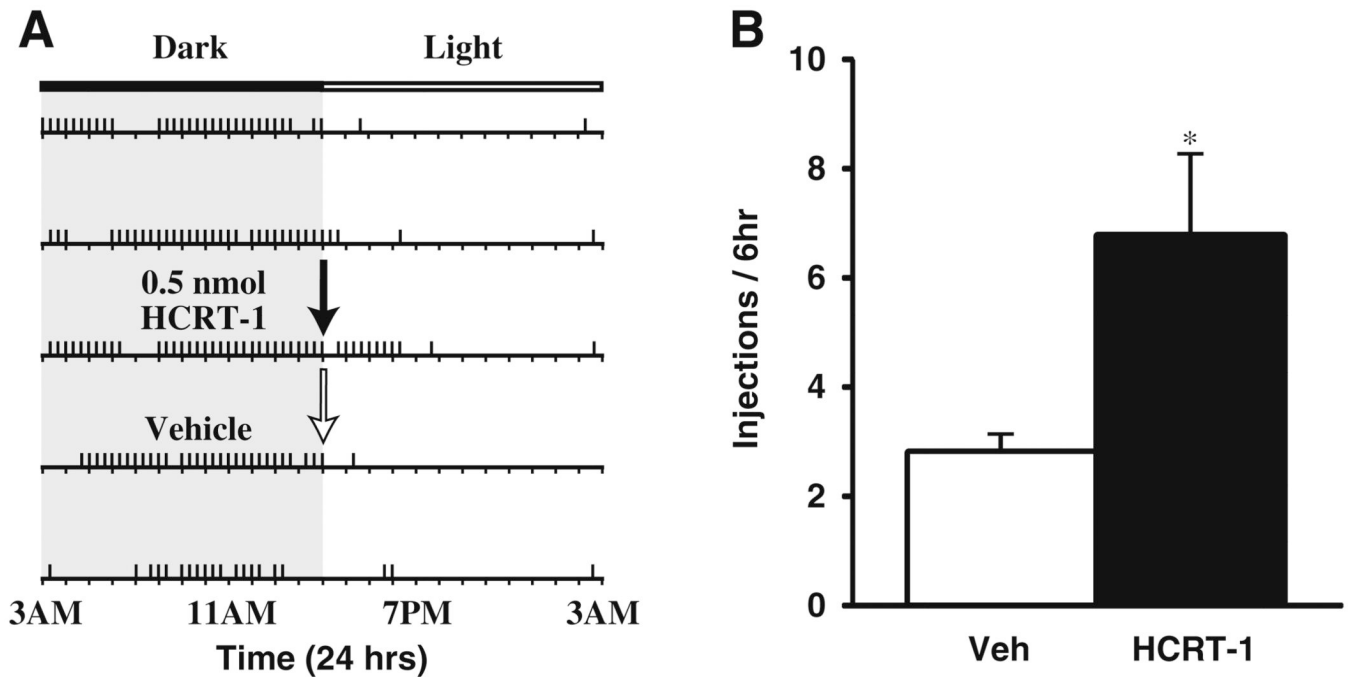 A
Dark Light
0.5 nmol
HCRT-1
Vehicle
3AM 11AM 7PM 3AM
Time (24 hrs)
B
Injections / 6hr
10
8
6
4
2
0
*
Veh HCRT-1